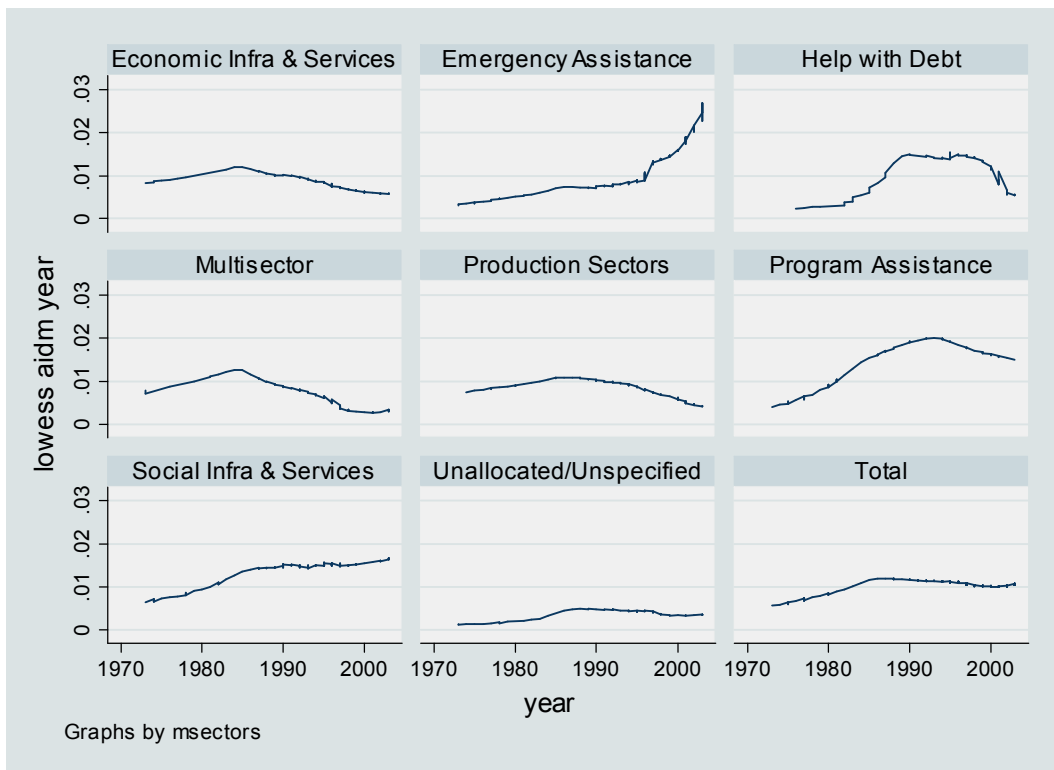 Economic Infra & Services
Emergency Assistance
Help with Debt
.03
.02
.01
0
Multisector
Production Sectors
Program Assistance
.03
.02
.01
0
Social Infra & Services
Unallocated/Unspecified
Total
.03
.02
.01
0
1970 1980 1990 2000
1970 1980 1990 2000
1970 1980 1990 2000
lowess aidm year
year
Graphs by msectors